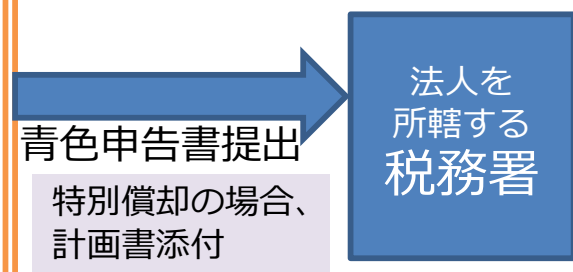 青色申告書提出
特別償却の場合、
計画書添付
法人を
所轄する
税務署